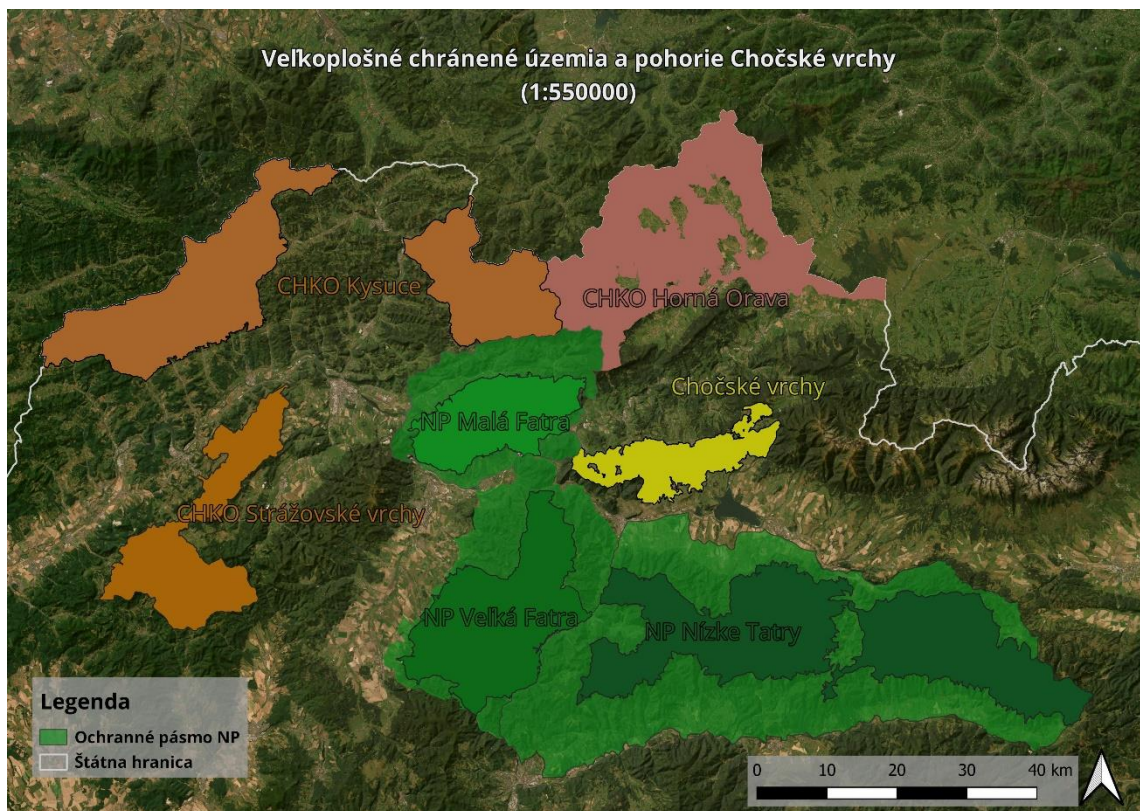 Veľkoplošné chránené územia a pohorie Chočské vrchy
(1:550000)
CHKO Kysuce
CHKO Horná Orava
Chočské vrchy
NP Malá Fatra
CHKO Strážovské vrchy
NP Veľká Fatra
NP Nízke Tatry
Legenda
Ochranné pásmo NP
Štátna hranica
0 10 20 30 40 km